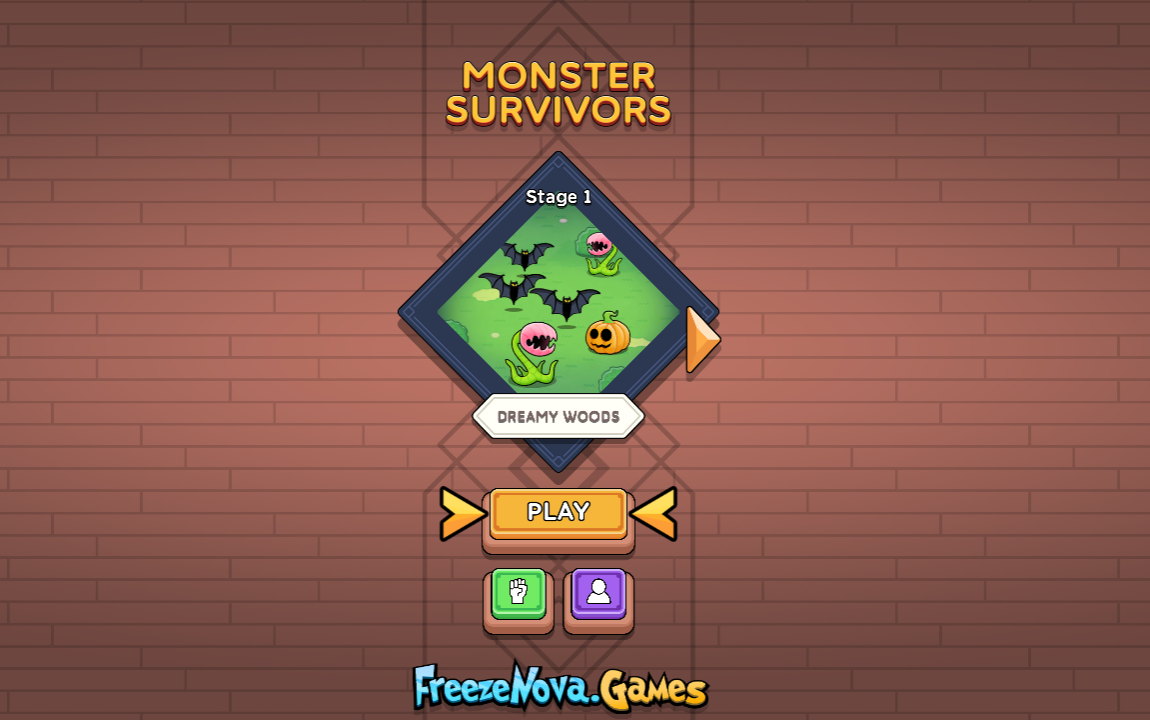 MONSTER
SURVIVORS
Stage 1
DREAMY WOODS
PLAY
FreezeNova.Games